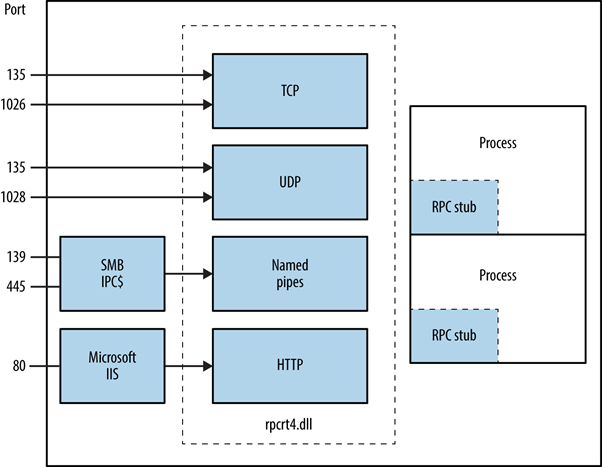 Port
135
TCP
1026
Process
135
UDP
1028
RPC stub
139
SMB
IPC$
Named
pipes
445
Process
Microsoft
IIS
80
HTTP
RPC stub
rpcrt4.dll